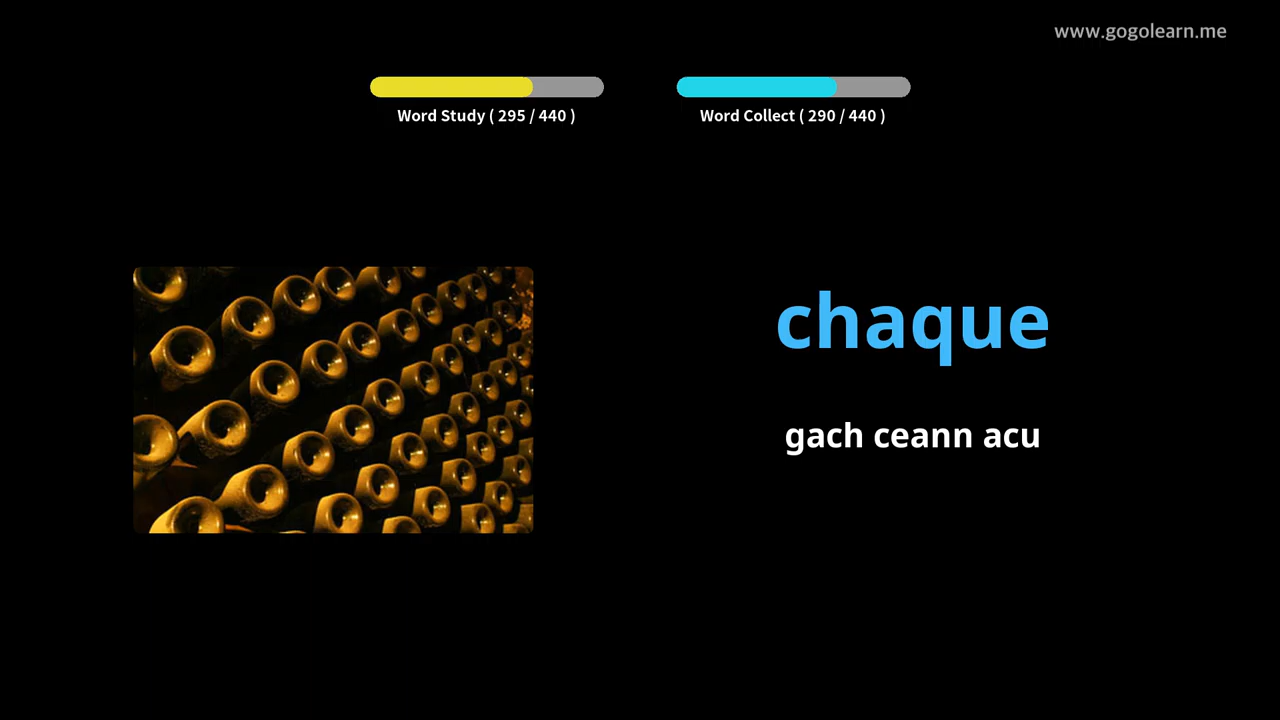 www.gogolearn.me
Word Study ( 295 / 440 )
Word Collect ( 290 / 440 )
chaque
gach ceann acu